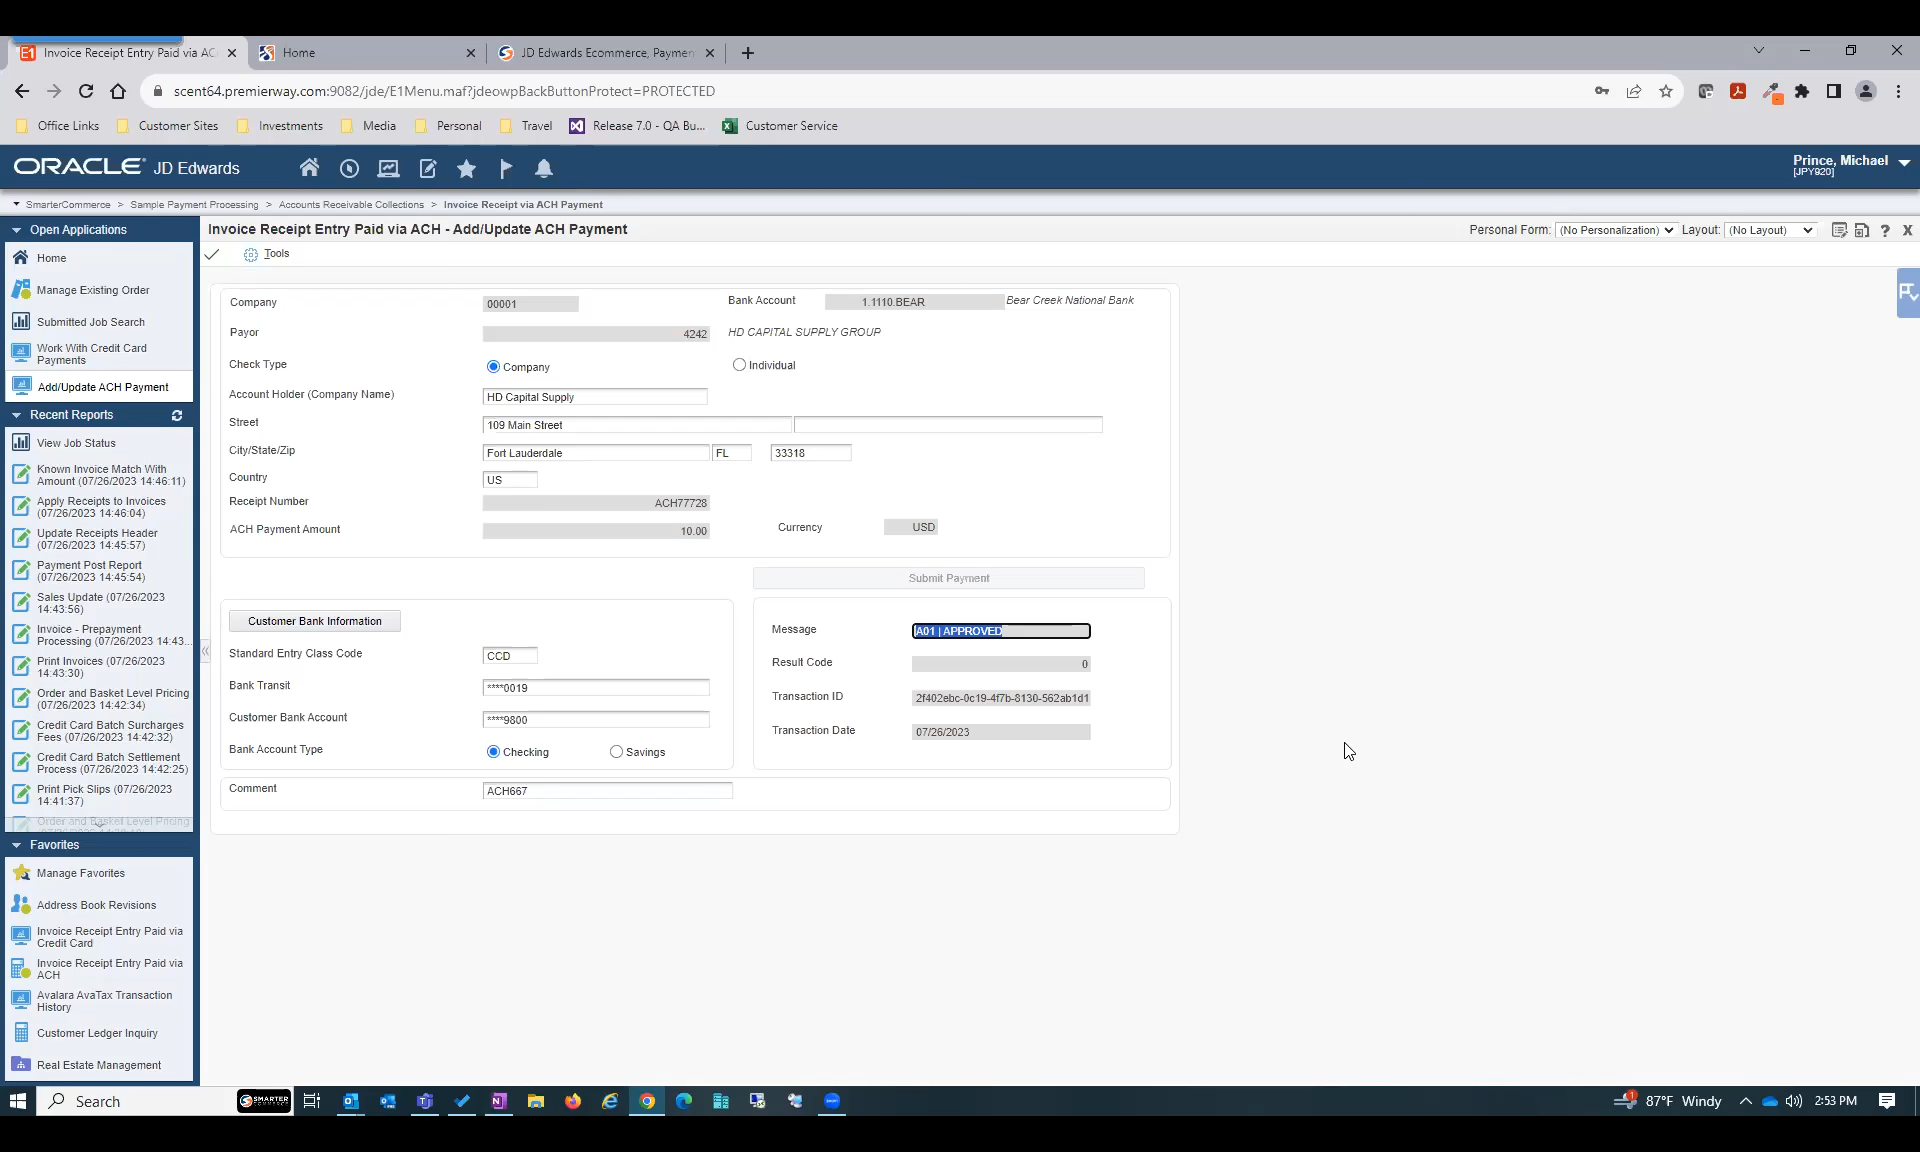 Invoice Receipt Entry Paid via AC
Home
JD Edwards Ecommerce, Paymen
scent64.premierway.com:9082/jde/E1Menu.maf?jdeowpBackButtonProtect=PROTECTED
Office Links
Customer Sites
Investments
Media
Personal
Travel
Release 7.0 - QA Bu...
Customer Service
ORACLE JD Edwards
Prince, Michael
[JPY920]
SmarterCommerce > Sample Payment Processing > Accounts Receivable Collections > Invoice Receipt via ACH Payment
Open Applications
Home
Manage Existing Order
Submitted Job Search
Work With Credit Card
Payments
Add/Update ACH Payment
Recent Reports
View Job Status
Known Invoice Match With
Amount (07/26/2023 14:46:11)
Apply Receipts to Invoices
(07/26/2023 14:46:04)
Update Receipts Header
(07/26/2023 14:45:57)
Payment Post Report
(07/26/2023 14:45:54)
Sales Update (07/26/2023
14:43:56)
Invoice - Prepayment
Processing (07/26/2023 14:43...
Print Invoices (07/26/2023
14:43:30)
Order and Basket Level Pricing
(07/26/2023 14:42:34)
Credit Card Batch Surcharges
Fees (07/26/2023 14:42:32)
Credit Card Batch Settlement
Process (07/26/2023 14:42:25)
Print Pick Slips (07/26/2023
14:41:37)
Order and Basket Level Pricing
Favorites
Manage Favorites
Address Book Revisions
Invoice Receipt Entry Paid via
Credit Card
Invoice Receipt Entry Paid via
ACH
Avalara AvaTax Transaction
History
Customer Ledger Inquiry
Real Estate Management
Invoice Receipt Entry Paid via ACH - Add/Update ACH Payment
Personal Form: (No Personalization) Layout: (No Layout)
Tools
Company 00001 Bank Account 1.1110.BEAR Bear Creek National Bank
Payor 4242 HD CAPITAL SUPPLY GROUP
Check Type Company Individual
Account Holder (Company Name) HD Capital Supply
Street 109 Main Street
City/State/Zip Fort Lauderdale FL 33318
Country US
Receipt Number ACH77728
ACH Payment Amount 10.00 Currency USD
Submit Payment
Customer Bank Information
Standard Entry Class Code CCD
Bank Transit ****0019
Customer Bank Account ****9800
Bank Account Type Checking Savings
Message A01 | APPROVED
Result Code 0
Transaction ID 2f402ebc-0c19-4f7b-8130-562ab1d1
Transaction Date 07/26/2023
Comment ACH667
Search
SMARTER
87°F Windy
2:53 PM